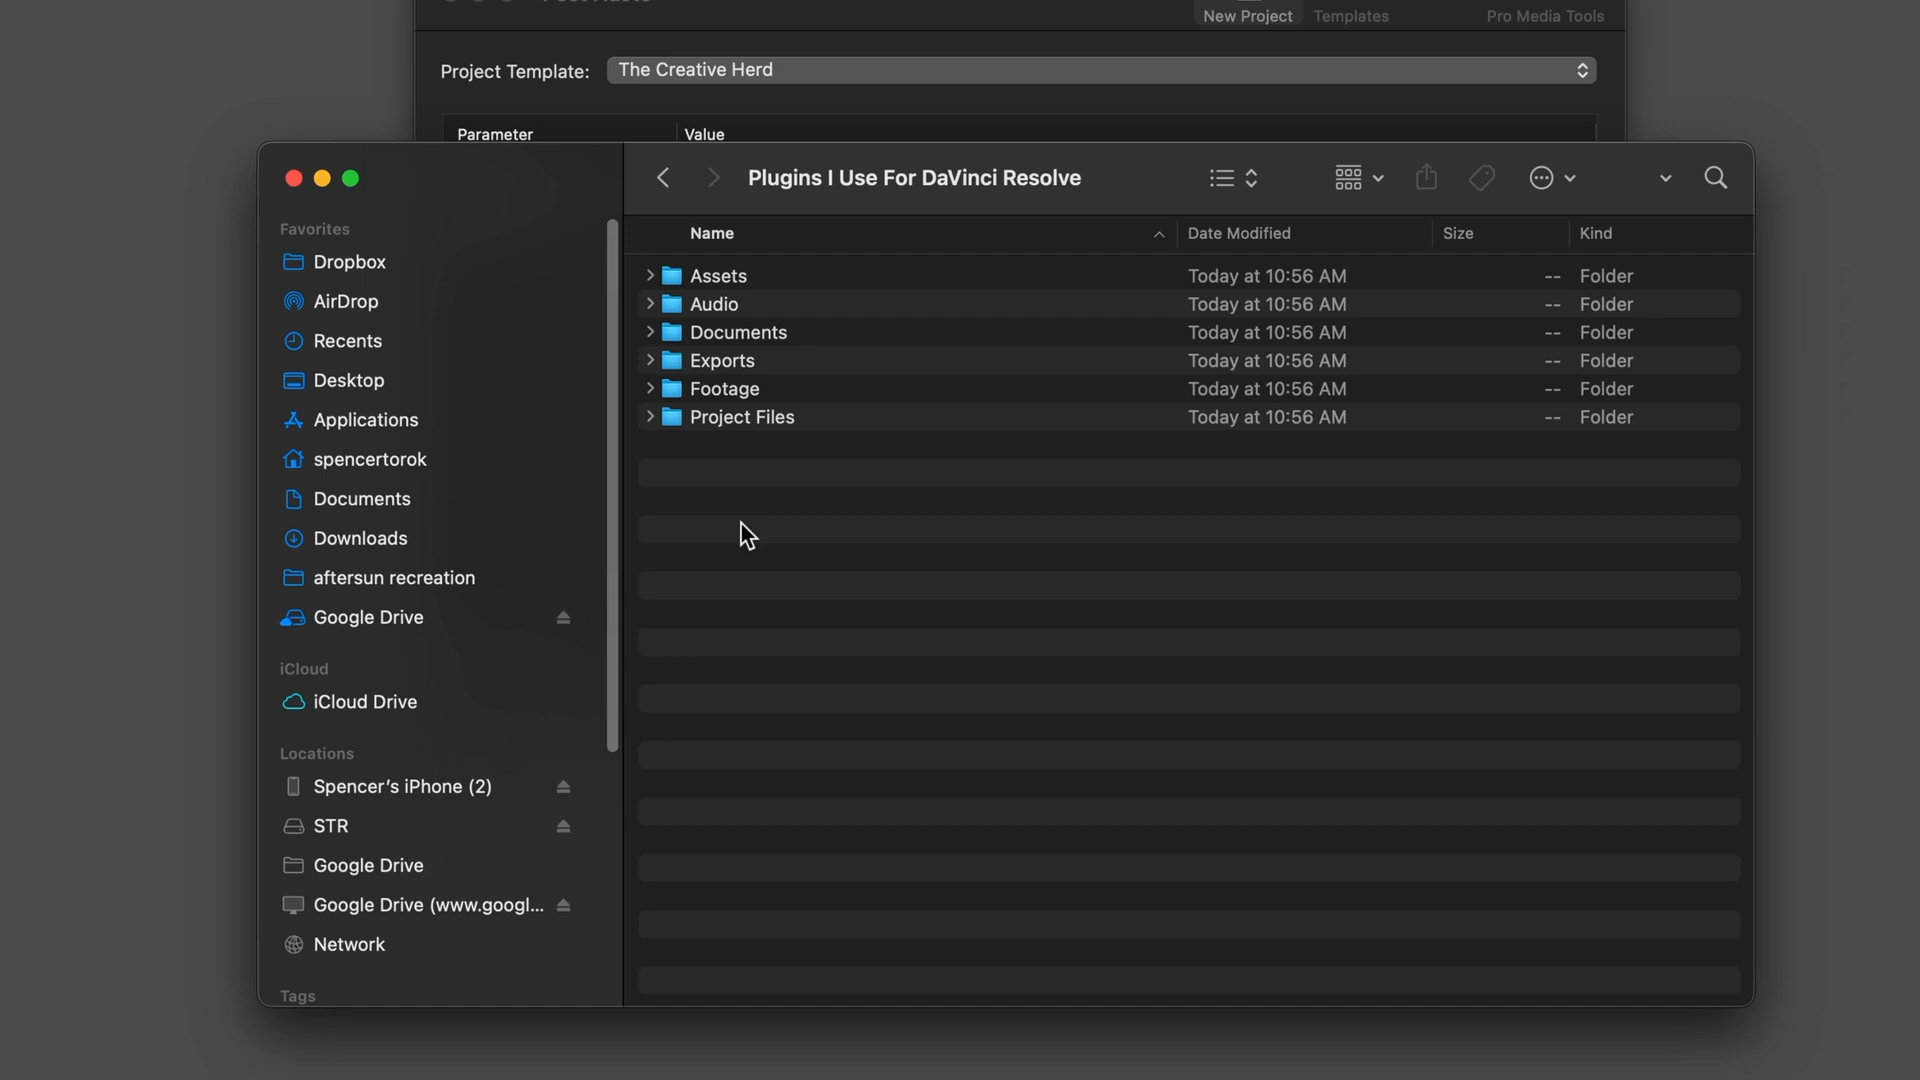 New Project Templates Pro Media Tools
Project Template: The Creative Herd
Parameter Value
Plugins I Use For DaVinci Resolve
Favorites
Dropbox
AirDrop
Recents
Desktop
Applications
spencertorok
Documents
Downloads
aftersun recreation
Google Drive
iCloud
iCloud Drive
Locations
Spencer's iPhone (2)
STR
Google Drive
Google Drive (www.googl...
Network
Tags
Name Date Modified Size Kind
Assets Today at 10:56 AM -- Folder
Audio Today at 10:56 AM -- Folder
Documents Today at 10:56 AM -- Folder
Exports Today at 10:56 AM -- Folder
Footage Today at 10:56 AM -- Folder
Project Files Today at 10:56 AM -- Folder